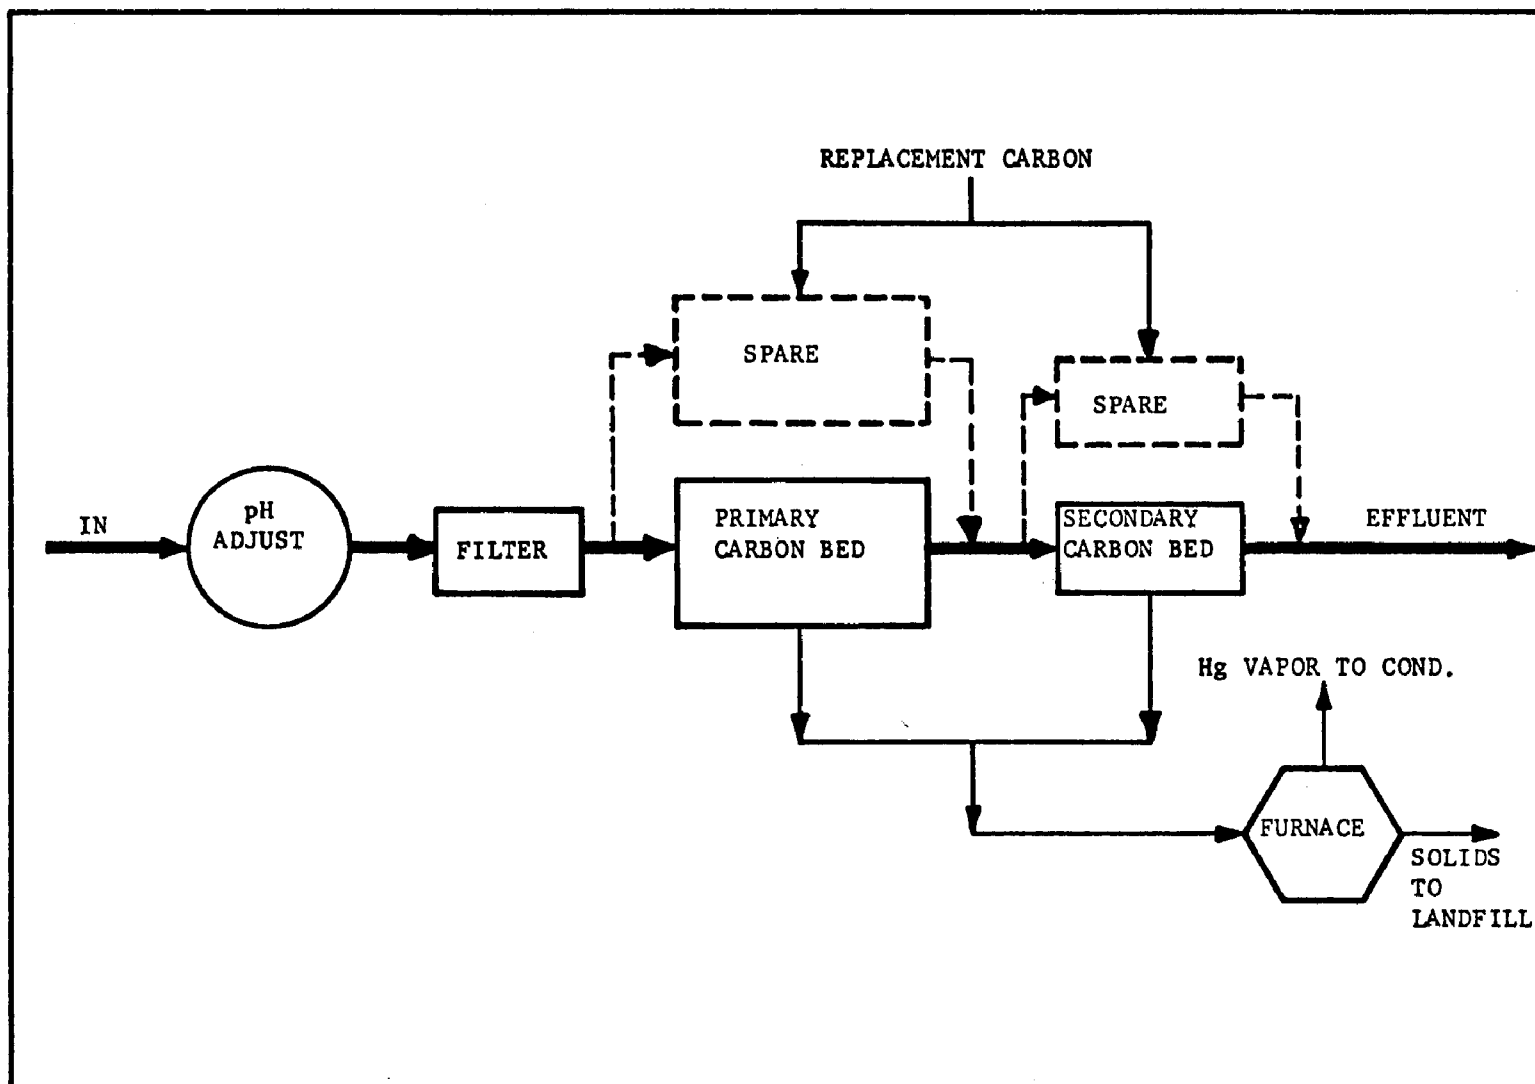 REPLACEMENT CARBON
SPARE
SPARE
IN
pH
ADJUST
FILTER
PRIMARY
CARBON BED
SECONDARY
CARBON BED
EFFLUENT
Hg VAPOR TO COND.
FURNACE
SOLIDS
TO
LANDFILL